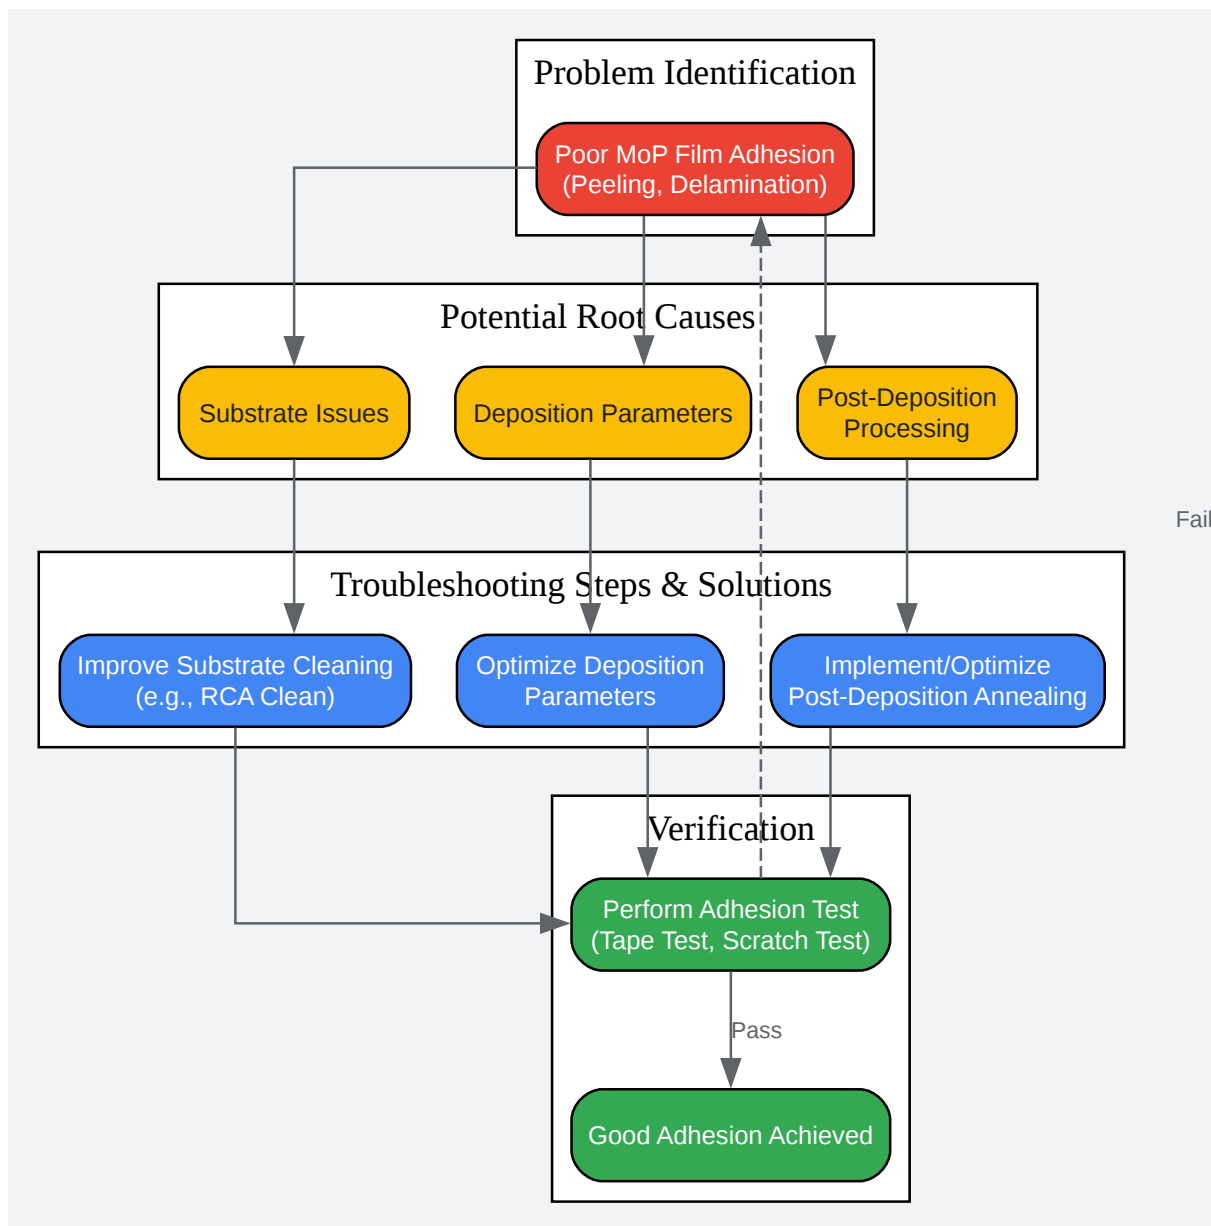 Problem Identification
Poor MoP Film Adhesion
(Peeling, Delamination)
Potential Root Causes
Substrate Issues
Deposition Parameters
Post-Deposition
Processing
Fail
Troubleshooting Steps & Solutions
Improve Substrate Cleaning
(e.g., RCA Clean)
Optimize Deposition
Parameters
Implement/Optimize
Post-Deposition Annealing
Verification
Perform Adhesion Test
(Tape Test, Scratch Test)
Pass
Good Adhesion Achieved